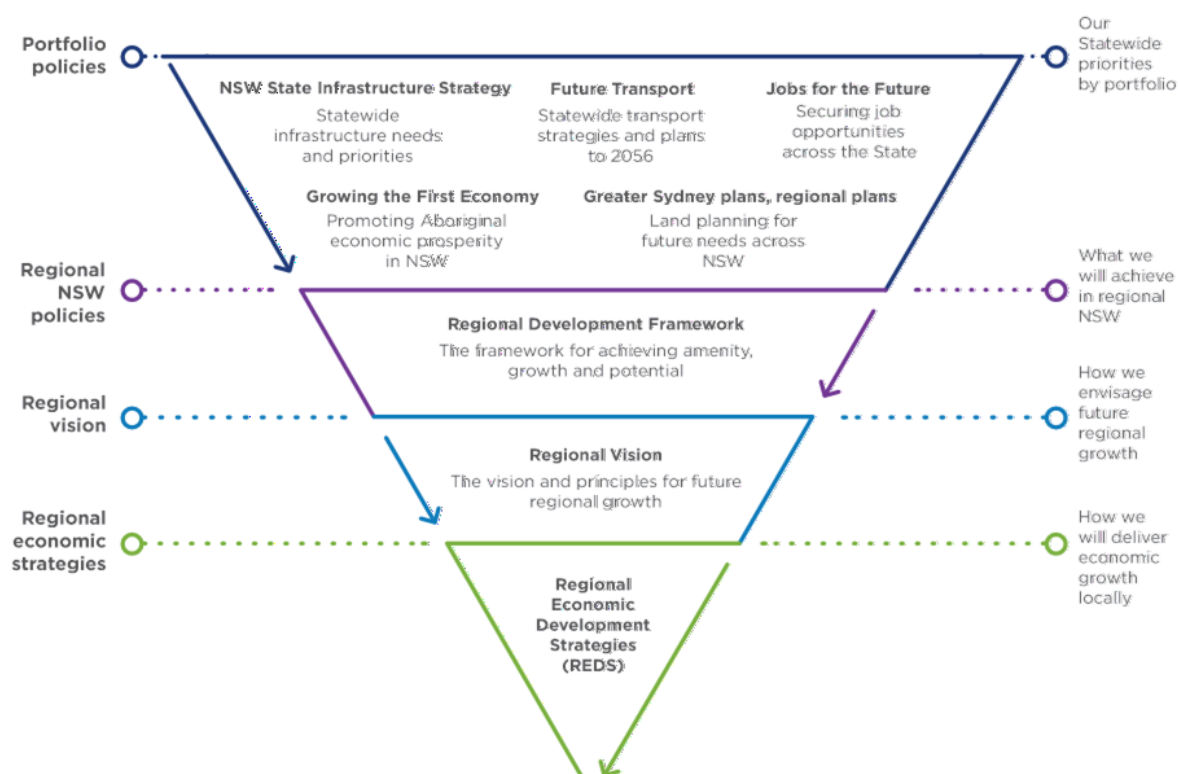 Portfolio
policies
Our
Statewide
priorities
by portfolio
NSW State Infrastructure Strategy
Statewide
infrastructure needs
and priorities
Future Transport
Statewide transport
strategies and plans
to 2056
Jobs for the Future
Securing job
opportunities
across the State
Growing the First Economy
Promoting Aboriginal
economic prosperity
in NSW
Greater Sydney plans, regional plans
Land planning for
future needs across
NSW
Regional
NSW
policies
What we
will achieve
in regional
NSW
Regional Development Framework
The framework for achieving amenity,
growth and potential
Regional
vision
How we
envisage
future
regional
growth
Regional Vision
The vision and principles for future
regional growth
Regional
economic
strategies
How we
will deliver
economic
growth
locally
Regional
Economic
Development
Strategies
(REDS)